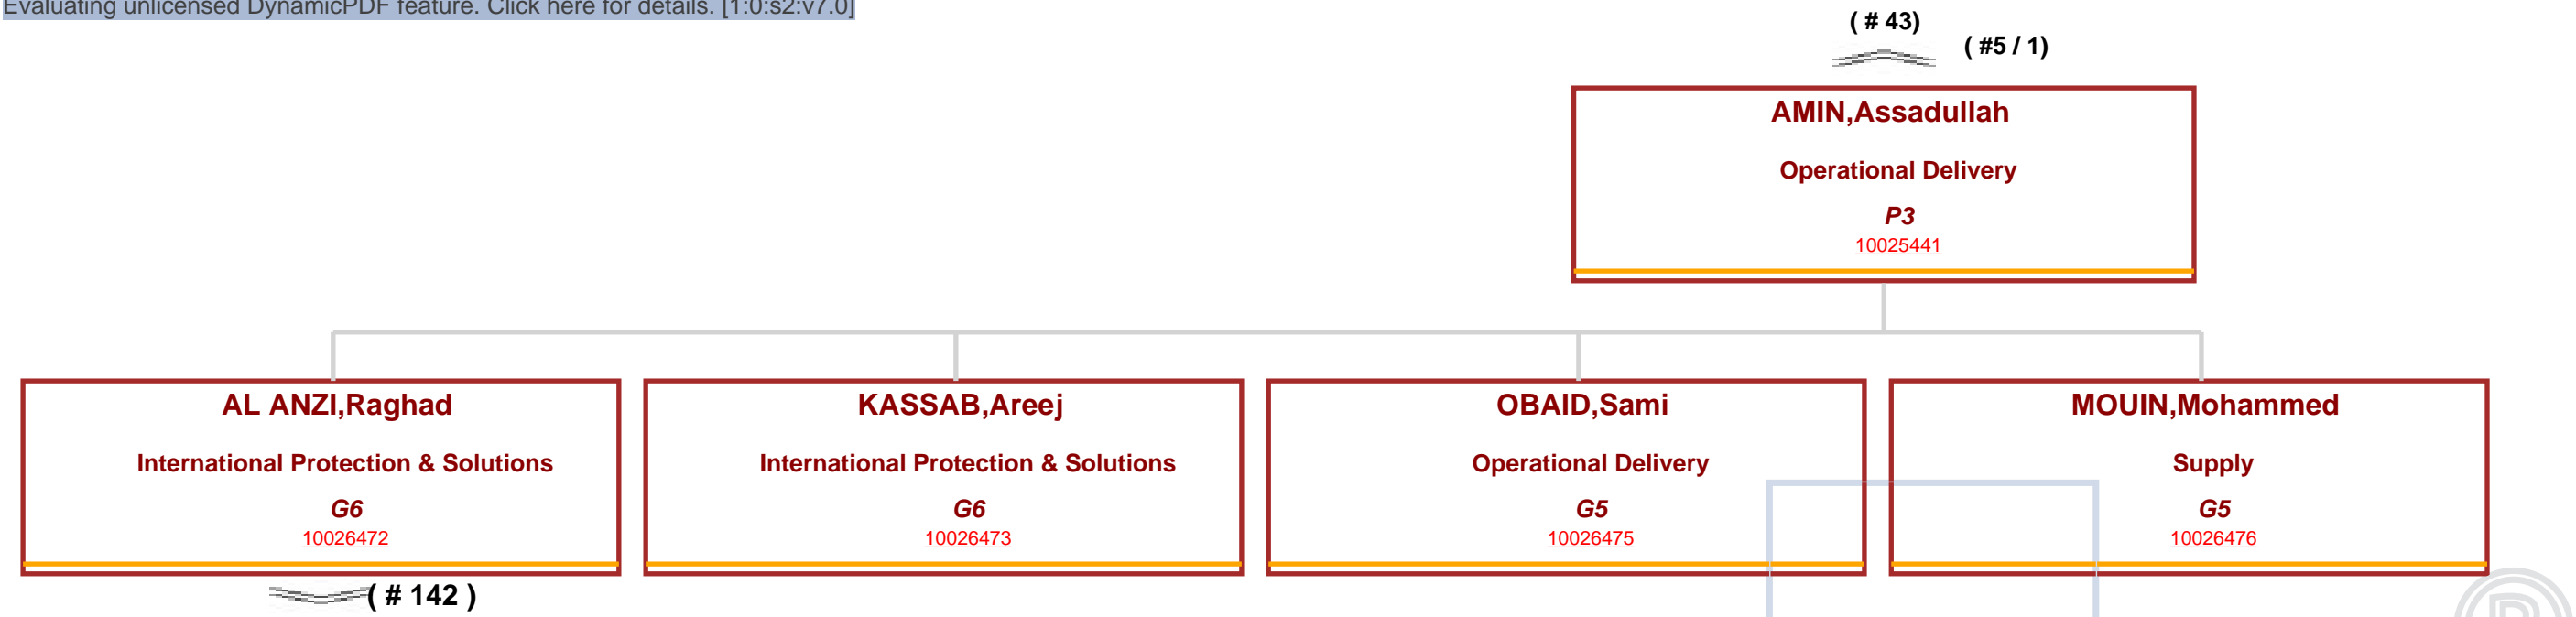 Evaluating unlicensed DynamicPDF feature. Click here for details. [1:0:s2:v7.0]
( # 43)
( #5 / 1)
AMIN,Assadullah
Operational Delivery
P3
10025441
AL ANZI,Raghad
International Protection & Solutions
G6
10026472
( # 142 )
KASSAB,Areej
International Protection & Solutions
G6
10026473
OBAID,Sami
Operational Delivery
G5
10026475
MOUIN,Mohammed
Supply
G5
10026476